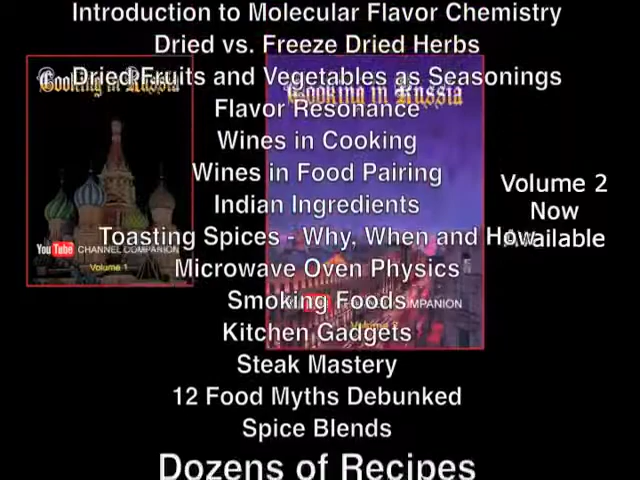 Introduction to Molecular Flavor Chemistry
Dried vs. Freeze Dried Herbs
Dried Fruits and Vegetables as Seasonings
Cooking in Russia
Cooking in Russia
Flavor Resonance
Wines in Cooking
Wines in Food Pairing
Indian Ingredients
Toasting Spices - Why, When and How
Microwave Oven Physics
Smoking Foods
Kitchen Gadgets
Steak Mastery
12 Food Myths Debunked
Spice Blends
Dozens of Recipes
Volume 2
Now
Available
YouTube CHANNEL COMPANION
Volume 1
CHANNEL COMPANION
Volume 2